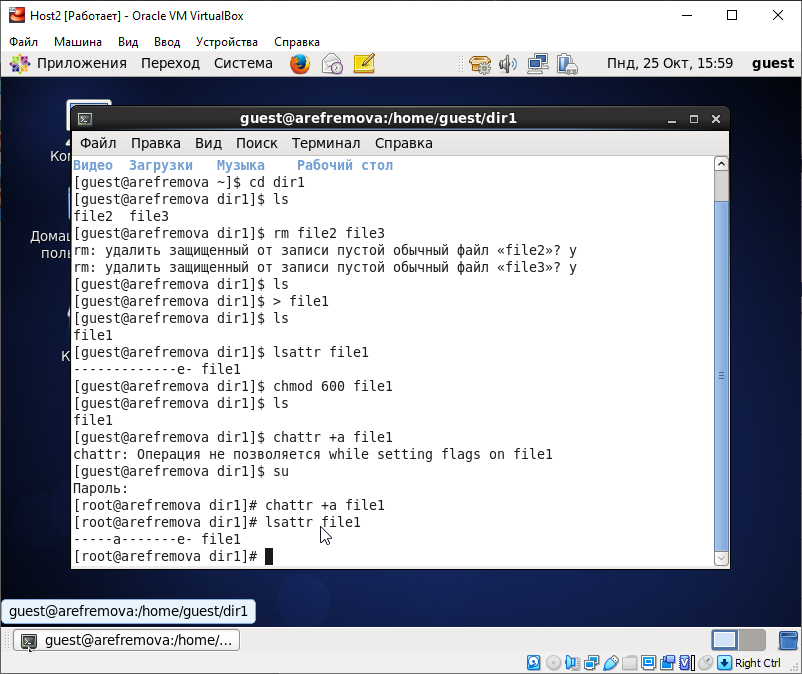 Host2 [Работает] - Oracle VM VirtualBox
Файл Машина Вид Ввод Устройства Справка
Приложения Переход Система Пнд, 25 Окт, 15:59 guest
guest@arefremova:/home/guest/dir1
Файл Правка Вид Поиск Терминал Справка
Видео Загрузки Музыка Рабочий стол
[guest@arefremova ~]$ cd dir1
[guest@arefremova dir1]$ ls
file2 file3
[guest@arefremova dir1]$ rm file2 file3
rm: удалить защищенный от записи пустой обычный файл «file2»? y
rm: удалить защищенный от записи пустой обычный файл «file3»? y
[guest@arefremova dir1]$ ls
[guest@arefremova dir1]$ > file1
[guest@arefremova dir1]$ ls
file1
[guest@arefremova dir1]$ lsattr file1
-------------e- file1
[guest@arefremova dir1]$ chmod 600 file1
[guest@arefremova dir1]$ ls
file1
[guest@arefremova dir1]$ chattr +a file1
chattr: Операция не позволяется while setting flags on file1
[guest@arefremova dir1]$ su
Пароль:
[root@arefremova dir1]# chattr +a file1
[root@arefremova dir1]# lsattr file1
-----a-------e- file1
[root@arefremova dir1]#
guest@arefremova:/home/guest/dir1
guest@arefremova:/home/...
Right Ctrl